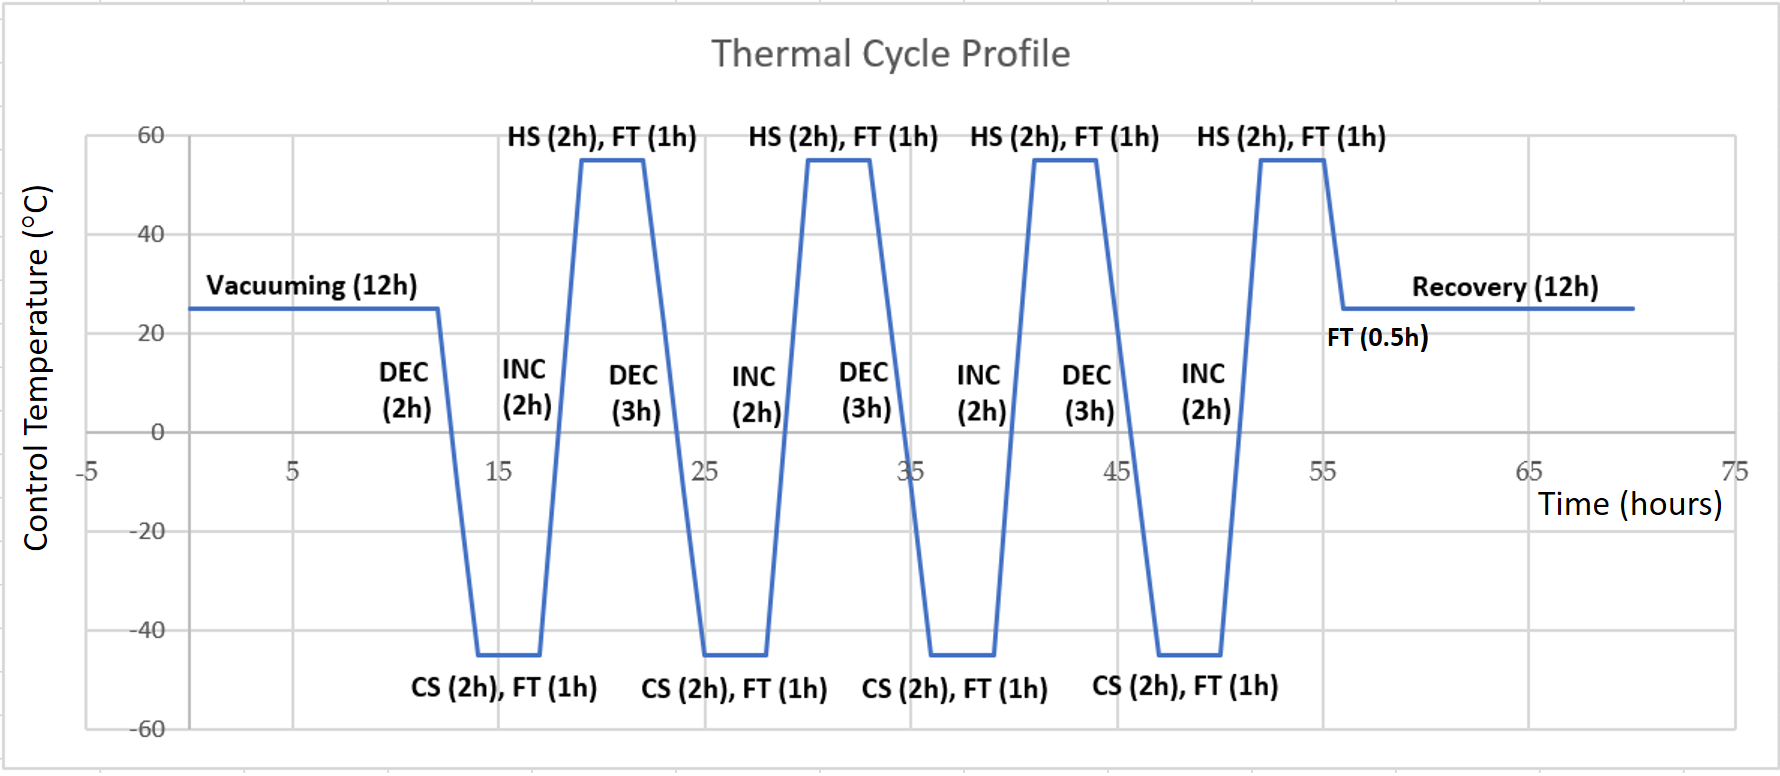 Thermal Cycle Profile
Control Temperature (°C)
60
40
20
0
-20
-40
-60
HS (2h), FT (1h)
HS (2h), FT (1h)
HS (2h), FT (1h)
HS (2h), FT (1h)
Vacuuming (12h)
Recovery (12h)
FT (0.5h)
DEC
(2h)
INC
(2h)
DEC
(3h)
INC
(2h)
DEC
(3h)
INC
(2h)
DEC
(3h)
INC
(2h)
-5
5
15
25
35
45
55
65
75
Time (hours)
CS (2h), FT (1h)
CS (2h), FT (1h)
CS (2h), FT (1h)
CS (2h), FT (1h)